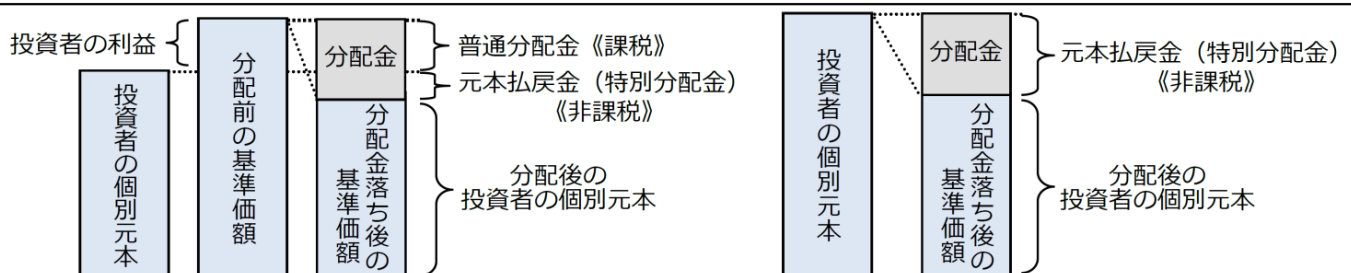 投資者の利益
投資者の個別元本
分配前の基準価額
分配金
分配金落ち後の
基準価額
普通分配金《課税》
元本払戻金（特別分配金）
《非課税》
分配後の
投資者の個別元本
投資者の個別元本
分配金
分配金落ち後の
基準価額
元本払戻金（特別分配金）
《非課税》
分配後の
投資者の個別元本